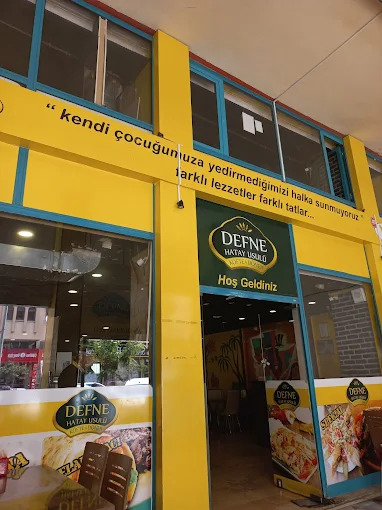 “ kendi çocuğumuza yedirmediğimizi halka sunmuyoruz ”
farklı lezzetler farklı tatlar...
DEFNE
HATAY USULÜ
Hoş Geldiniz
DEFNE
HATAY USULÜ
DEFNE
DEFNE